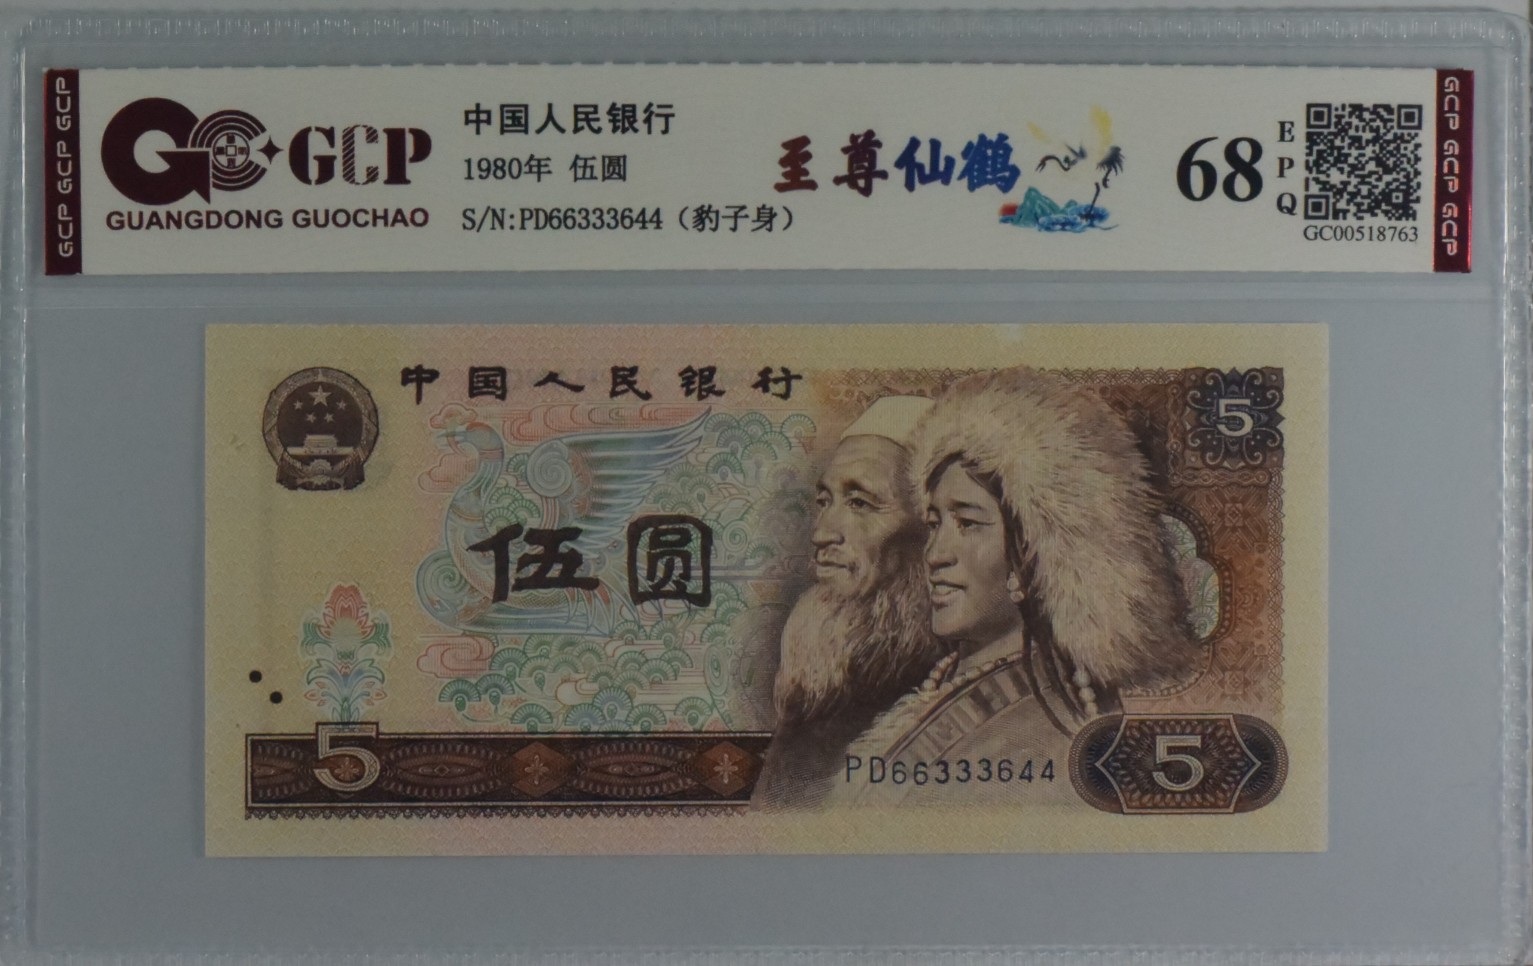 GCP GCP GCP
GCP
GUANGDONG GUOCHAO
中国人民银行
1980年 伍圆
S/N:PD66333644（豹子身）
至尊仙鹤
68
EPQ
GC00518763
GCP GCP GCP
中国人民银行
5
伍圆
5
PD66333644
5